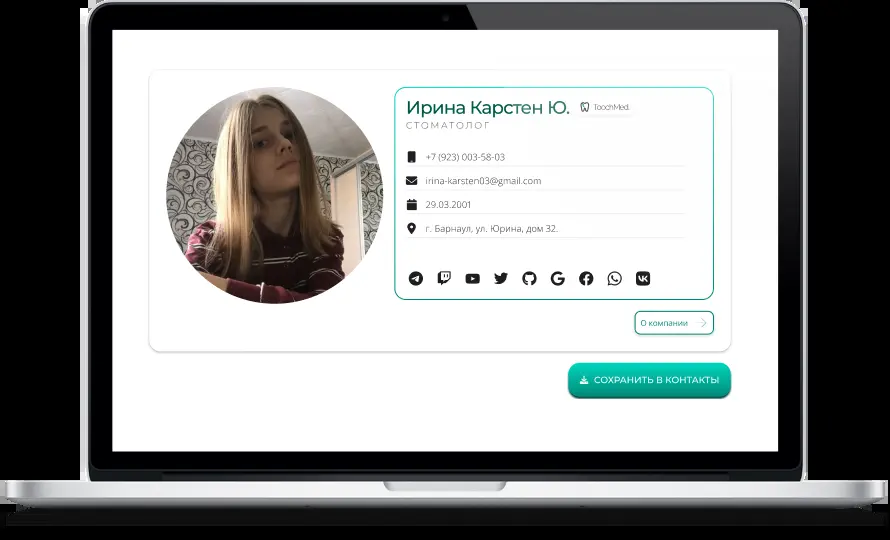 Ирина Карстен Ю.
ToochMed.
СТОМАТОЛОГ
+7 (923) 003-58-03
irina-karsten03@gmail.com
29.03.2001
г. Барнаул, ул. Юрина, дом 32.
О компании
СОХРАНИТЬ В КОНТАКТЫ